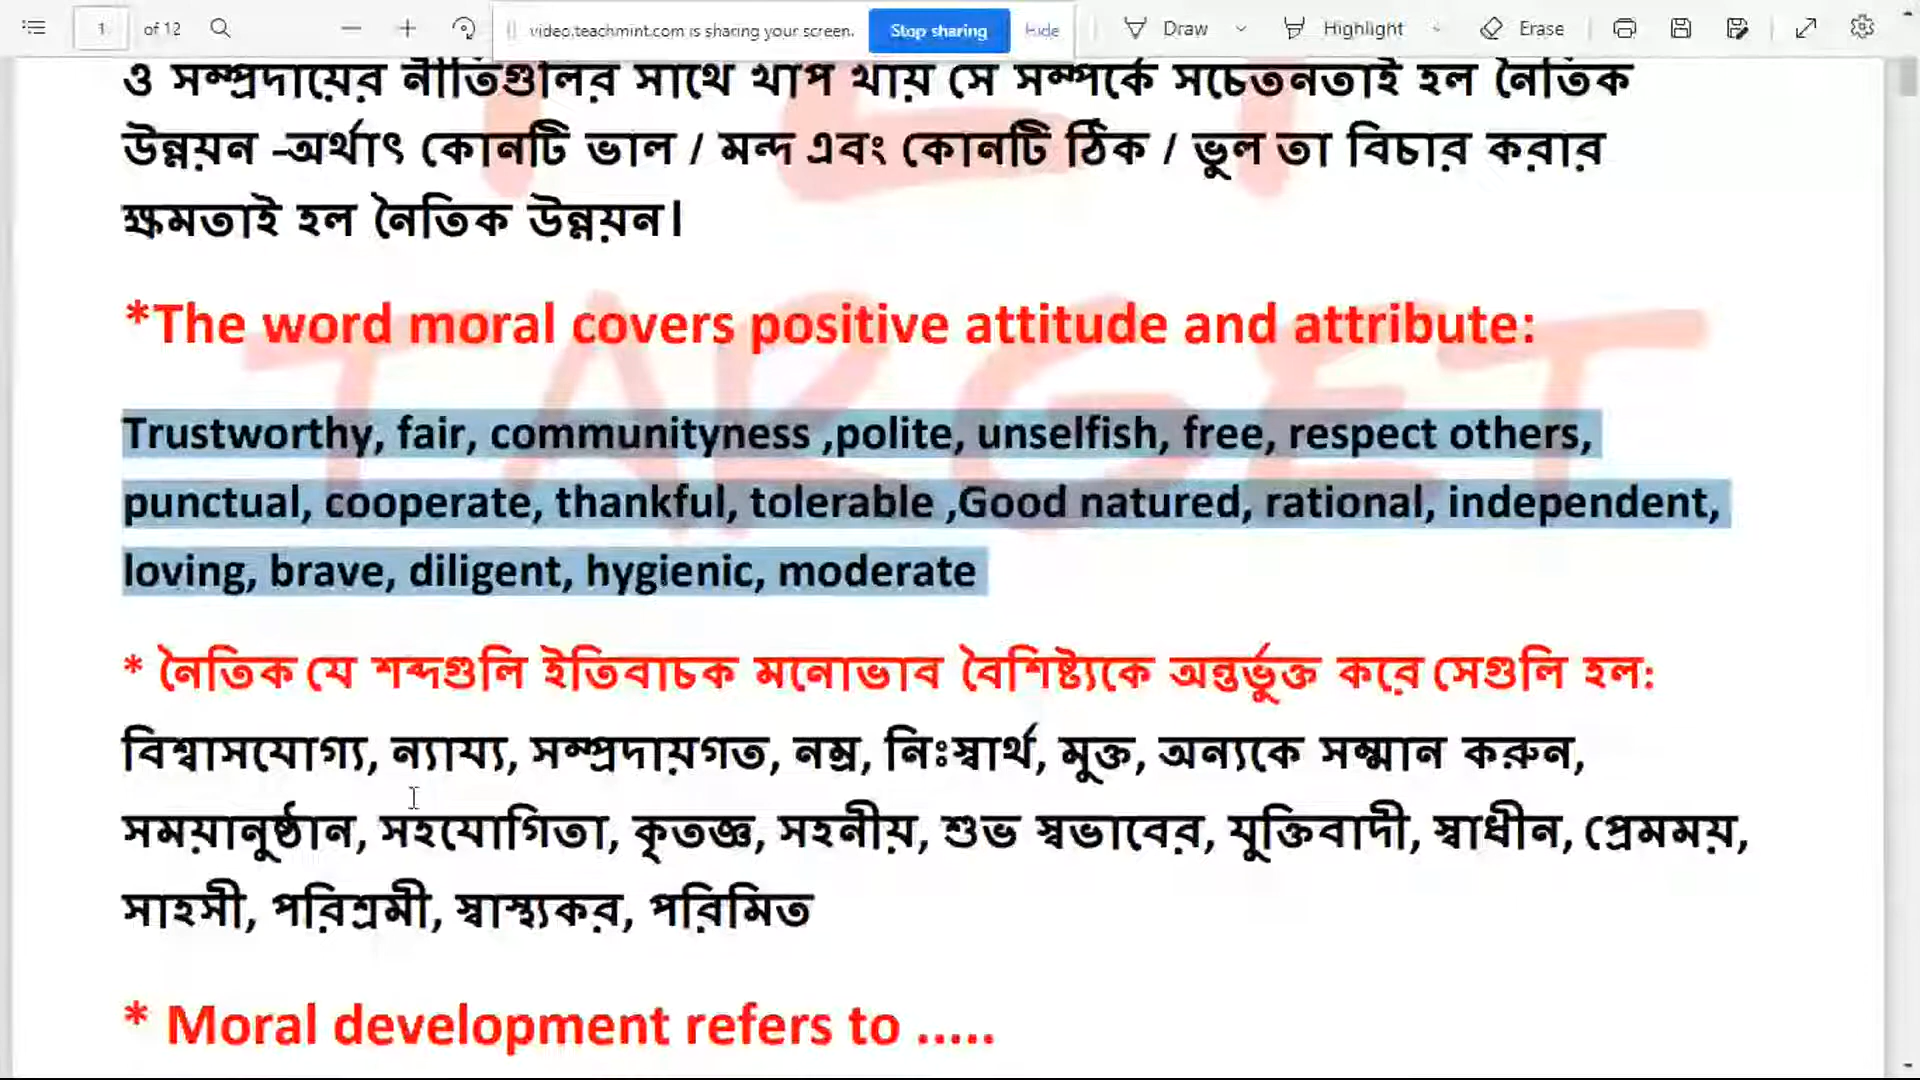 1 of 12 video.teachmint.com is sharing your screen. Stop sharing Hide Draw Highlight Erase
ও সম্প্রদায়ের নীতিগুলির সাথে খাপ খায় সে সম্পর্কে সচেতনতাই হল নৈতিক
উন্নয়ন -অর্থাৎ কোনটি ভাল / মন্দ এবং কোনটি ঠিক / ভুল তা বিচার করার
ক্ষমতাই হল নৈতিক উন্নয়ন।
*The word moral covers positive attitude and attribute:
TARGET
Trustworthy, fair, communityness ,polite, unselfish, free, respect others,
punctual, cooperate, thankful, tolerable ,Good natured, rational, independent,
loving, brave, diligent, hygienic, moderate
* নৈতিক যে শব্দগুলি ইতিবাচক মনোভাব বৈশিষ্ট্যকে অন্তর্ভুক্ত করে সেগুলি হল:
বিশ্বাসযোগ্য, ন্যায্য, সম্প্রদায়গত, নম্র, নিঃস্বার্থ, মুক্ত, অন্যকে সম্মান করুন,
সময়ানুষ্ঠান, সহযোগিতা, কৃতজ্ঞ, সহনীয়, শুভ স্বভাবের, যুক্তিবাদী, স্বাধীন, প্রেমময়,
সাহসী, পরিশ্রমী, স্বাস্থ্যকর, পরিমিত
* Moral development refers to .....